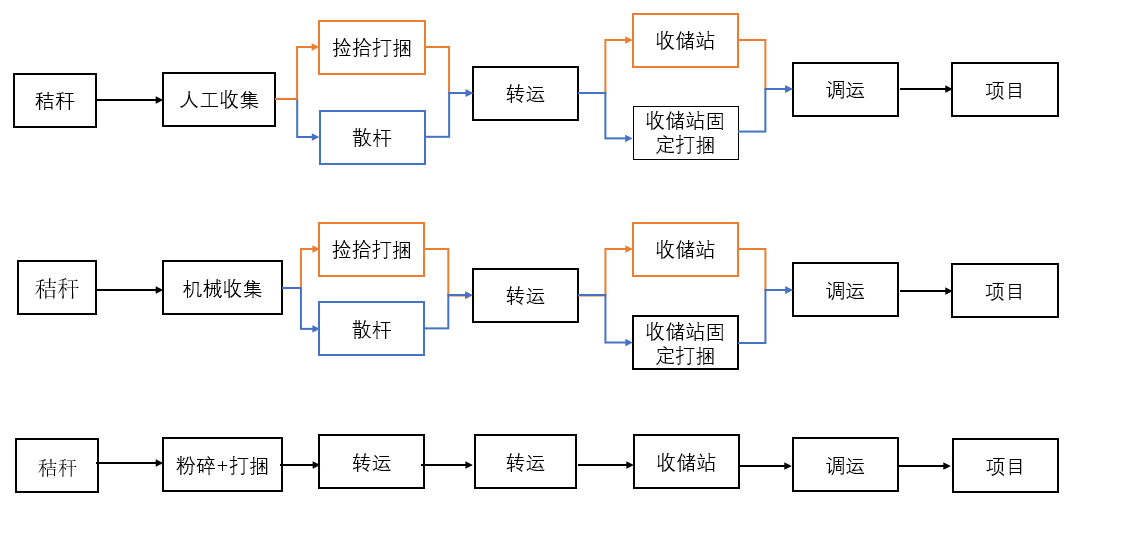 秸秆
人工收集
捡拾打捆
散杆
转运
收储站
收储站固
定打捆
调运
项目
秸秆
机械收集
捡拾打捆
散杆
转运
收储站
收储站固
定打捆
调运
项目
秸秆
粉碎+打捆
转运
转运
收储站
调运
项目